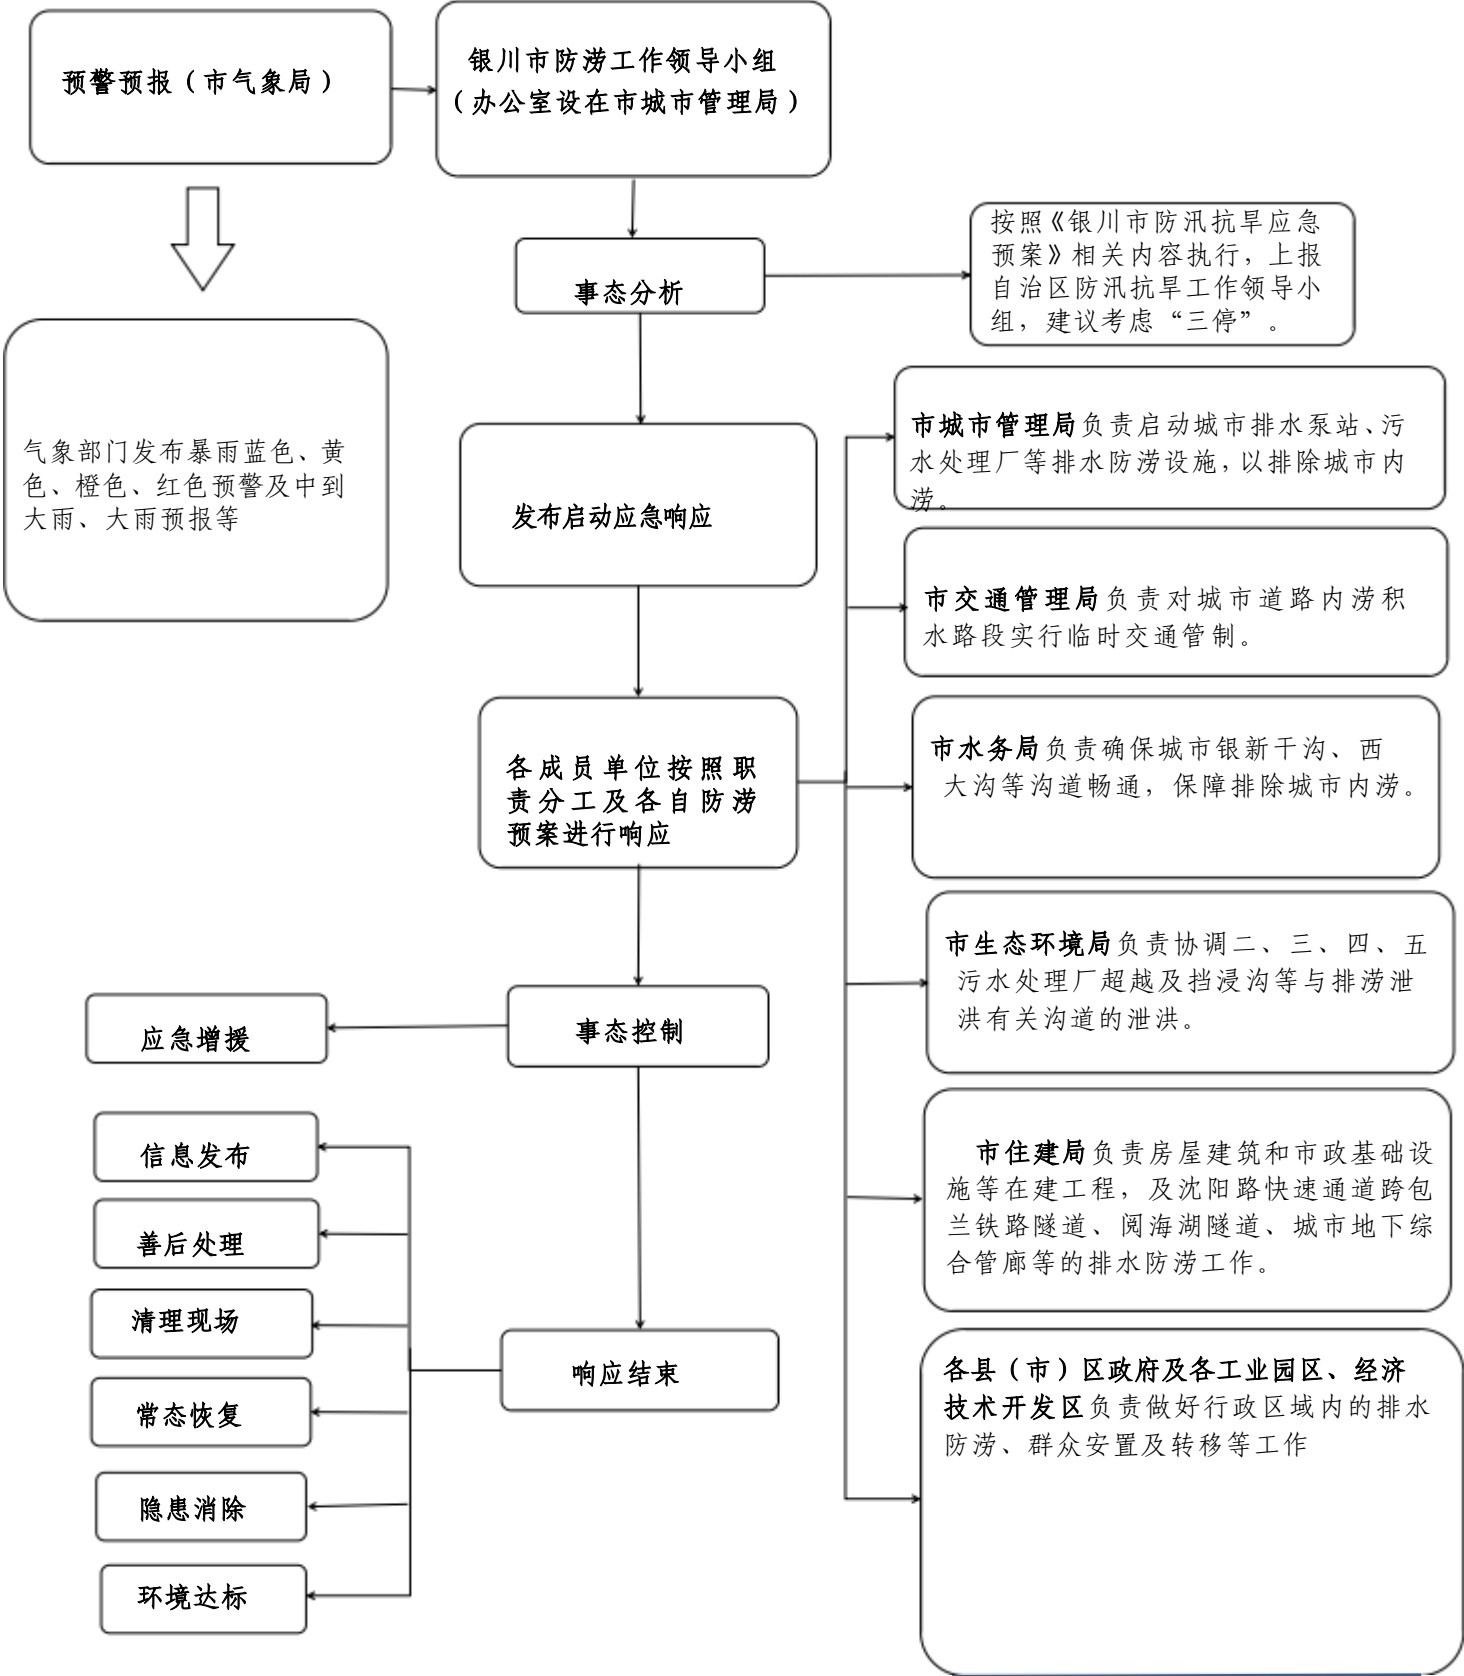 预警预报（市气象局）
银川市防涝工作领导小组
（办公室设在市城市管理局）
事态分析
按照《银川市防汛抗旱应急
预案》相关内容执行，上报
自治区防汛抗旱工作领导小
组，建议考虑“三停”。
气象部门发布暴雨蓝色、黄
色、橙色、红色预警及中到
大雨、大雨预报等
发布启动应急响应
市城市管理局负责启动城市排水泵站、污
水处理厂等排水防涝设施，以排除城市内
涝。
市交通管理局负责对城市道路内涝积
水路段实行临时交通管制。
各成员单位按照职
责分工及各自防涝
预案进行响应
市水务局负责确保城市银新干沟、西
大沟等沟道畅通，保障排除城市内涝。
市生态环境局负责协调二、三、四、五
污水处理厂超越及挡浸沟等与排涝泄
洪有关沟道的泄洪。
事态控制
应急增援
市住建局负责房屋建筑和市政基础设
施等在建工程，及沈阳路快速通道跨包
兰铁路隧道、阅海湖隧道、城市地下综
合管廊等的排水防涝工作。
响应结束
信息发布
善后处理
清理现场
常态恢复
隐患消除
环境达标
各县（市）区政府及各工业园区、经济
技术开发区负责做好行政区域内的排水
防涝、群众安置及转移等工作